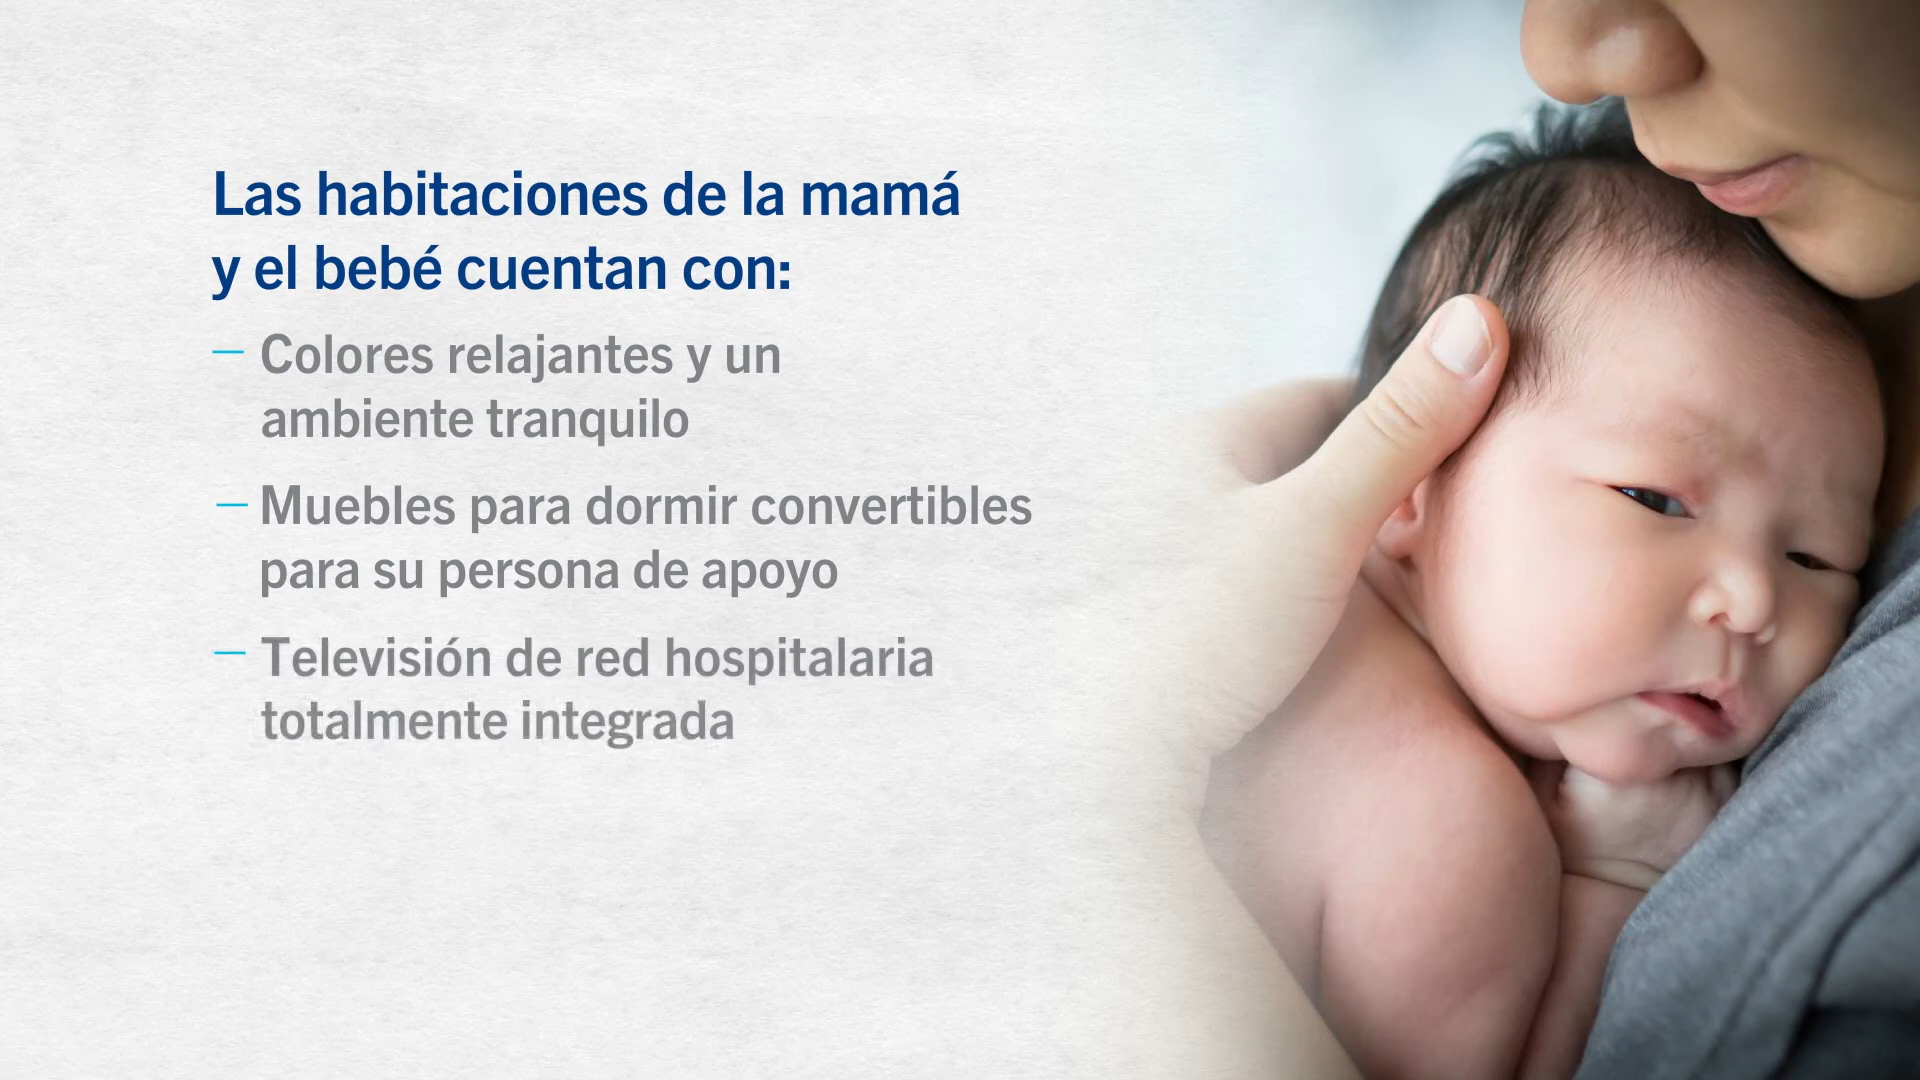 Las habitaciones de la mamá
y el bebé cuentan con:
— Colores relajantes y un
ambiente tranquilo
— Muebles para dormir convertibles
para su persona de apoyo
— Televisión de red hospitalaria
totalmente integrada